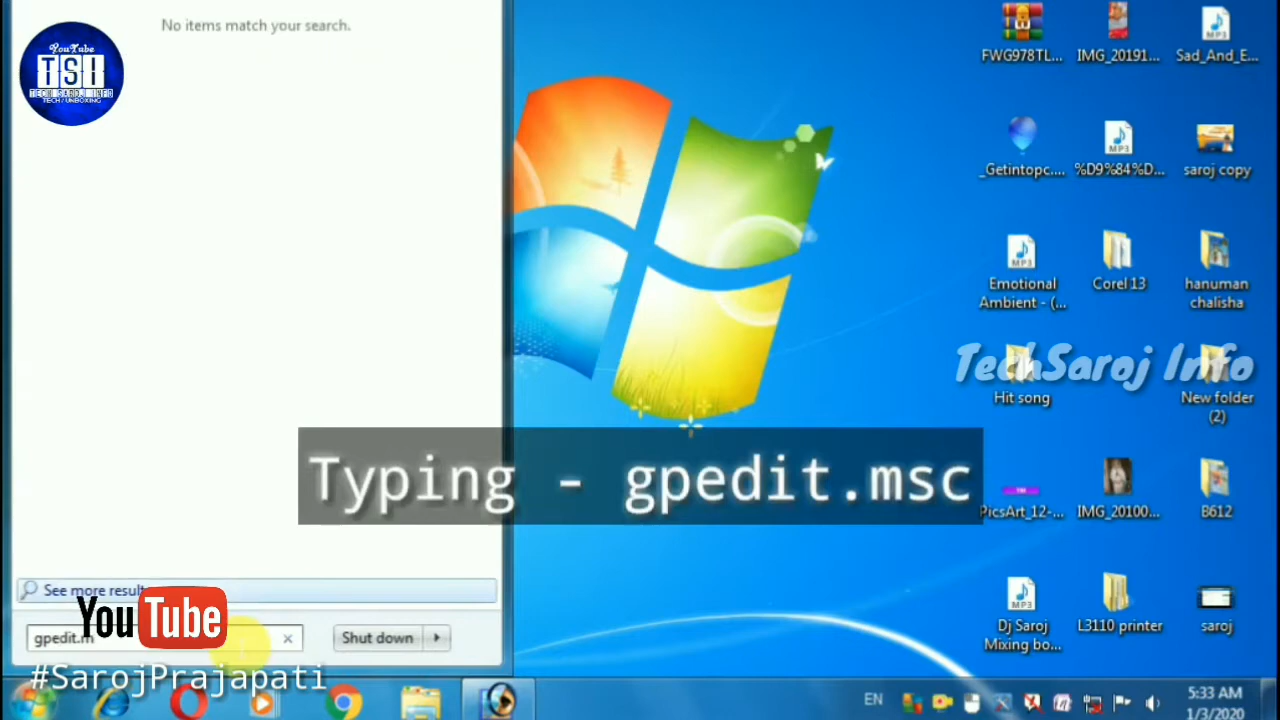 No items match your search.
YouTube
TSI
TECH SAROJ INFO
TECH / UNBOXING
FWG978TL...
IMG_20191...
Sad_And_E...
_Getintopc....
%D9%84%D...
saroj copy
MP3
Emotional
Ambient - (...
Corel 13
hanuman
chalisha
TechSaroj Info
Hit song
New folder
(2)
Typing - gpedit.msc
PicsArt_12-...
IMG_20100...
B612
MP3
Dj Saroj
Mixing bo...
L3110 printer
saroj
See more result
YouTube
gpedit.m
Shut down
#SarojPrajapati
EN
5:33 AM
1/3/2020